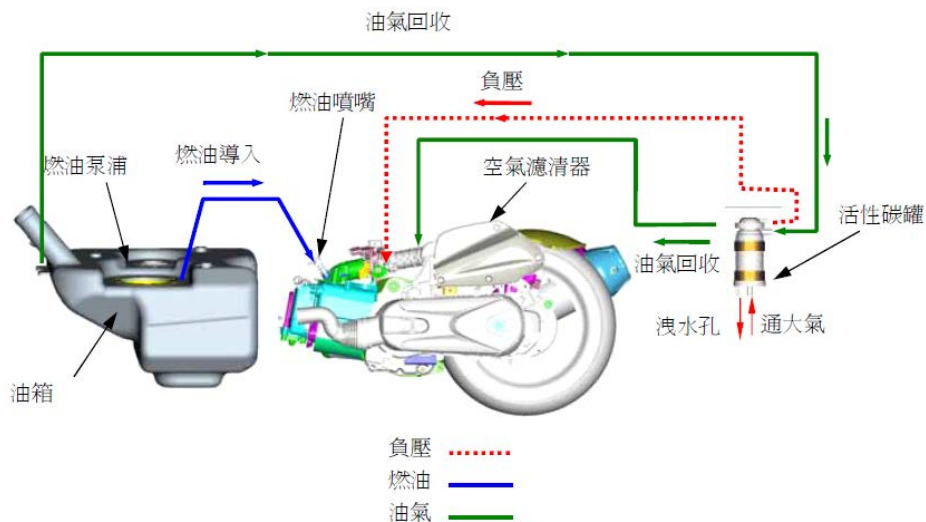 油氣回收
負壓
燃油噴嘴
燃油泵浦
燃油導入
空氣濾清器
活性碳罐
油氣回收
洩水孔
通大氣
油箱
負壓
燃油
油氣